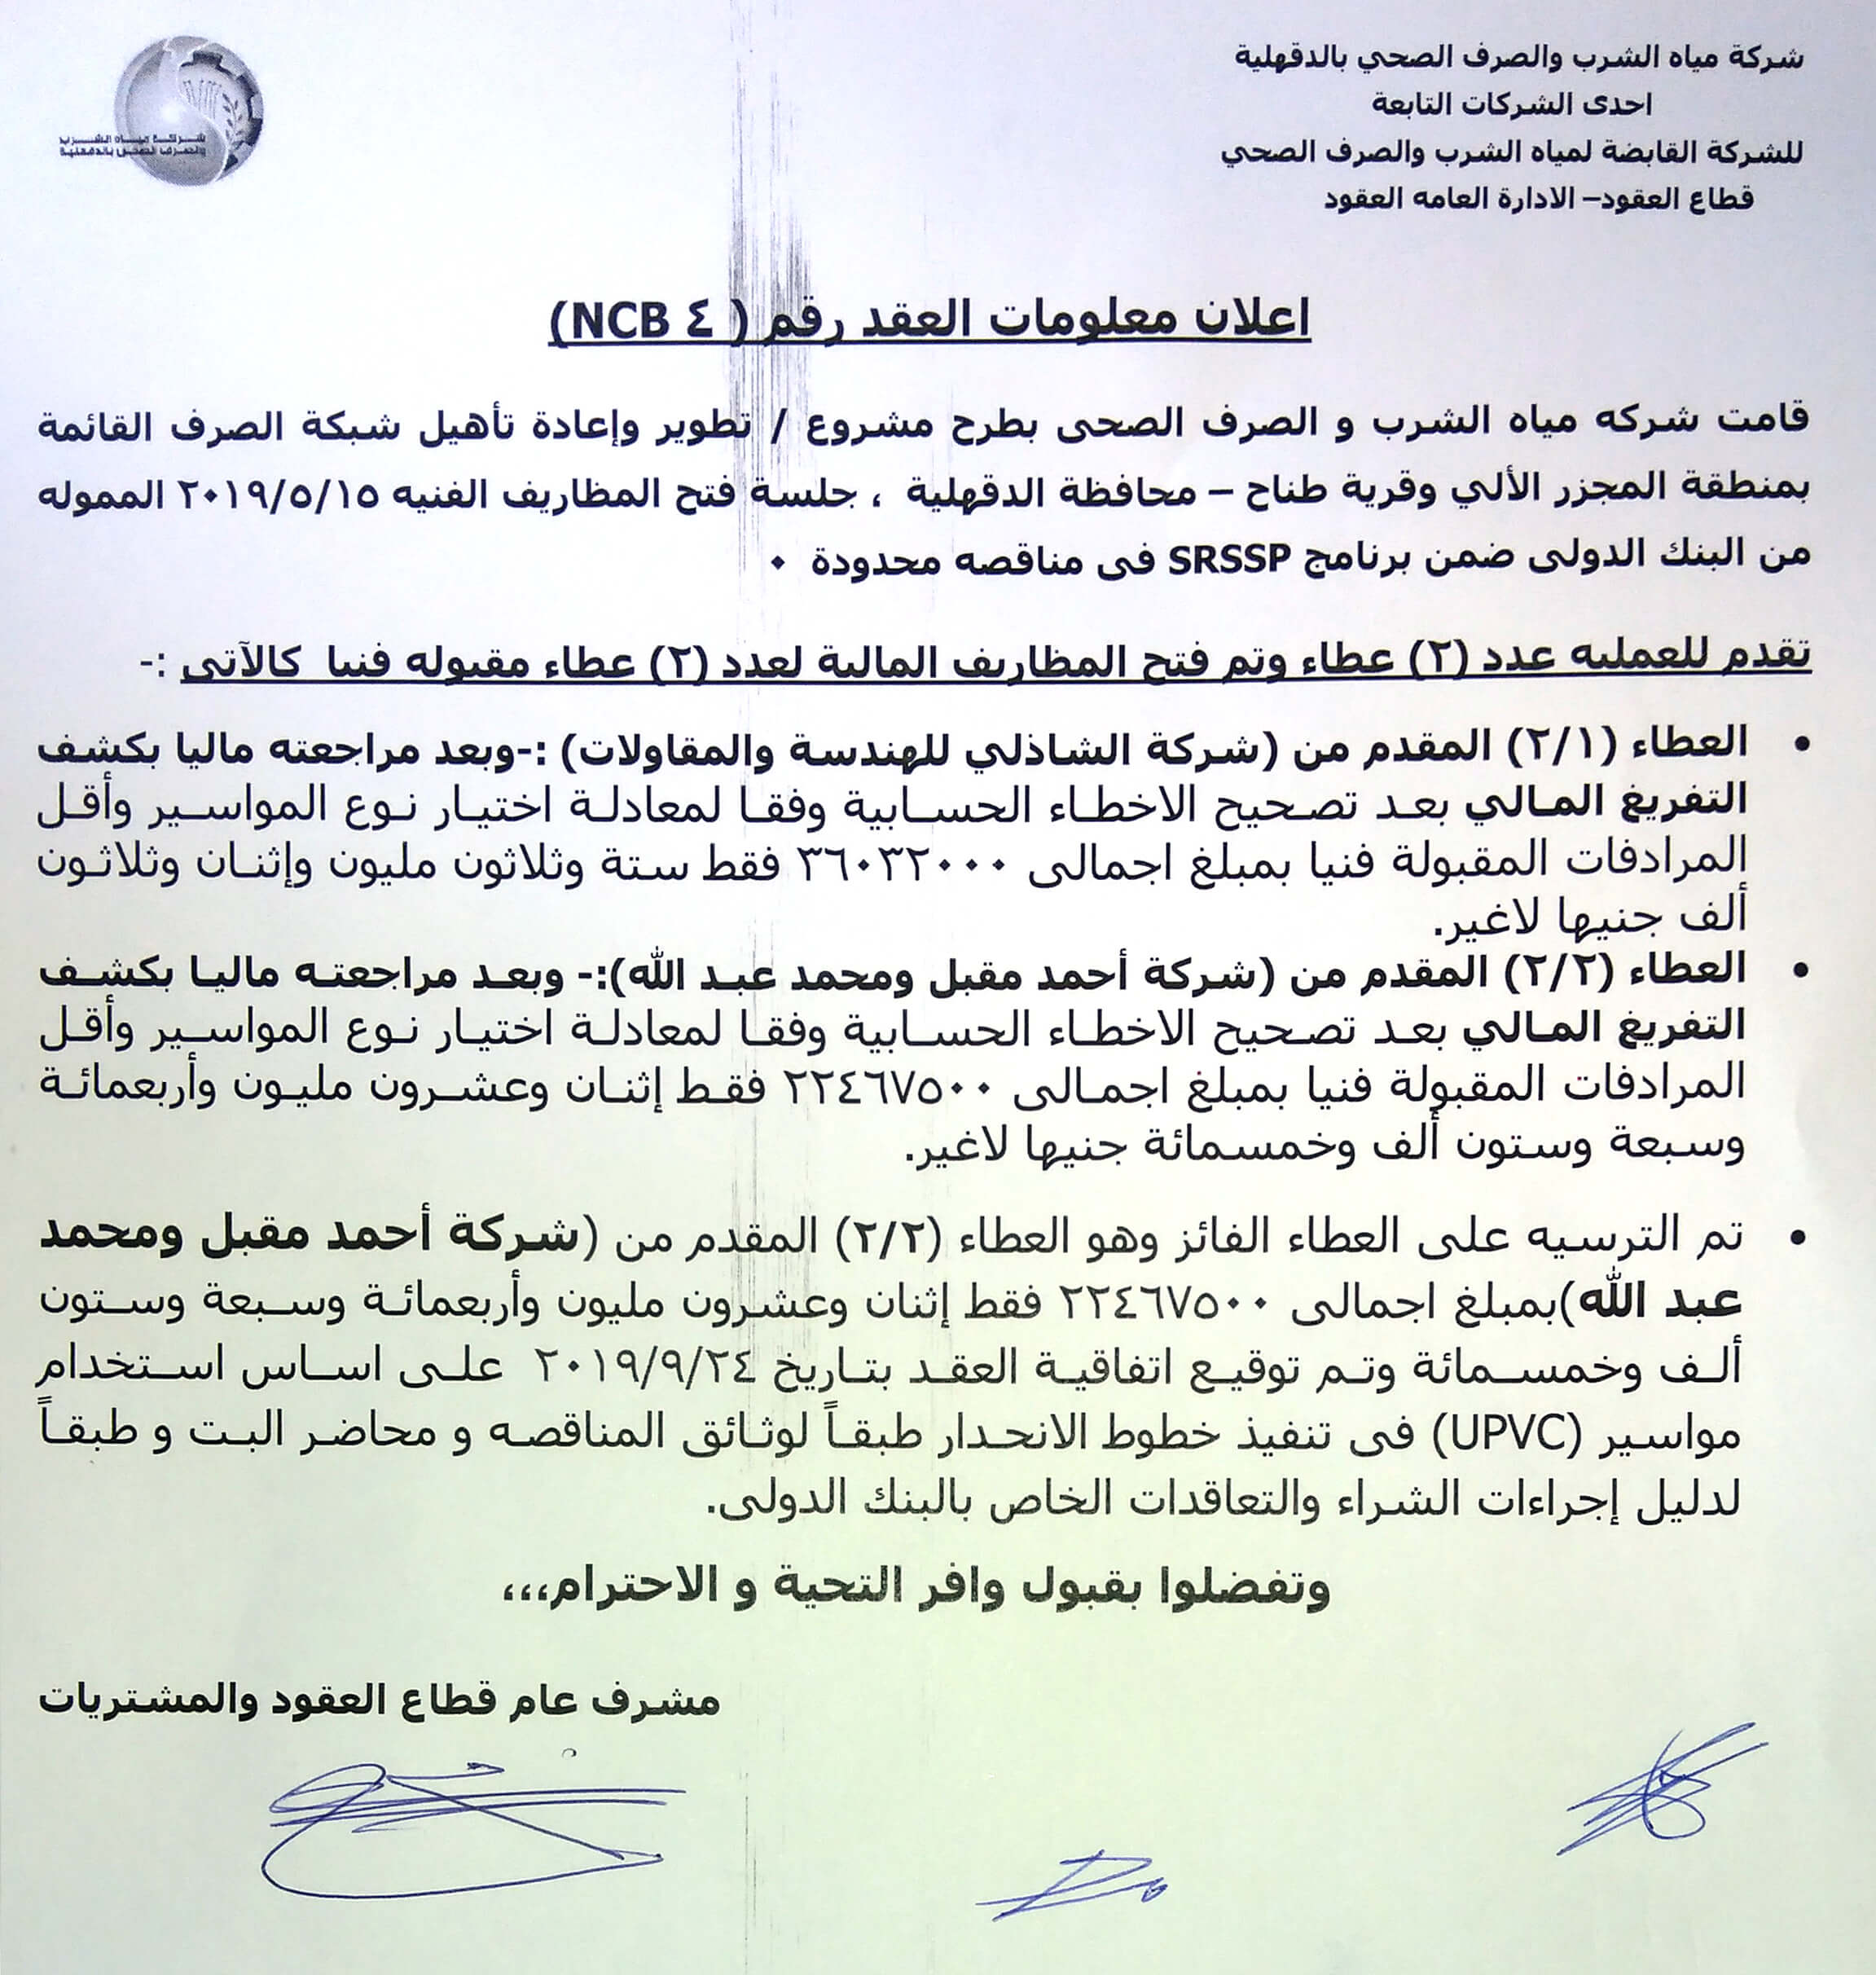 شركة مياه الشرب والصرف الصحي بالدقهلية
احدى الشركات التابعة
للشركة القابضة لمياه الشرب والصرف الصحي
قطاع العقود– الادارة العامه العقود
شركة مياه الشرب
والصرف الصحى بالدقهلية
اعلان معلومات العقد رقم ( ٤ NCB)
قامت شركه مياه الشرب و الصرف الصحى بطرح مشروع / تطوير وإعادة تأهيل شبكة الصرف القائمة
بمنطقة المجزر الألي وقرية طناح – محافظة الدقهلية ، جلسة فتح المظاريف الفنيه ٢٠١٩/٥/١٥ الممولة
من البنك الدولى ضمن برنامج SRSSP فى مناقصه محدودة ٠
تقدم للعمليه عدد (٢) عطاء وتم فتح المظاريف المالية لعدد (٢) عطاء مقبوله فنيا كالآتى :-
• العطاء (٢/١) المقدم من (شركة الشاذلي للهندسة والمقاولات) :-وبعد مراجعته ماليا بكشف
التفريغ المالي بعد تصحيح الاخطاء الحسابية وفقا لمعادلة اختيار نوع المواسير وأقل
المرادفات المقبولة فنيا بمبلغ اجمالى ٣٦٠٣٢٠٠٠ فقط ستة وثلاثون مليون وإثنان وثلاثون
ألف جنيها لاغير.
• العطاء (٢/٢) المقدم من (شركة أحمد مقبل ومحمد عبد الله):- وبعد مراجعته ماليا بكشف
التفريغ المالي بعد تصحيح الاخطاء الحسابية وفقا لمعادلة اختيار نوع المواسير وأقل
المرادفات المقبولة فنيا بمبلغ اجمالى ٢٢٤٦٧٥٠٠ فقط إثنان وعشرون مليون وأربعمائة
وسبعة وستون ألف وخمسمائة جنيها لاغير.
• تم الترسيه على العطاء الفائز وهو العطاء (٢/٢) المقدم من (شركة أحمد مقبل ومحمد
عبد الله)بمبلغ اجمالى ٢٢٤٦٧٥٠٠ فقط إثنان وعشرون مليون وأربعمائة وسبعة وستون
ألف وخمسمائة وتم توقيع اتفاقية العقد بتاريخ ٢٠١٩/٩/٢٤ على اساس استخدام
مواسير (UPVC) فى تنفيذ خطوط الانحدار طبقاً لوثائق المناقصه و محاضر البت و طبقاً
لدليل إجراءات الشراء والتعاقدات الخاص بالبنك الدولى.
وتفضلوا بقبول وافر التحية و الاحترام،،،
مشرف عام قطاع العقود والمشتريات